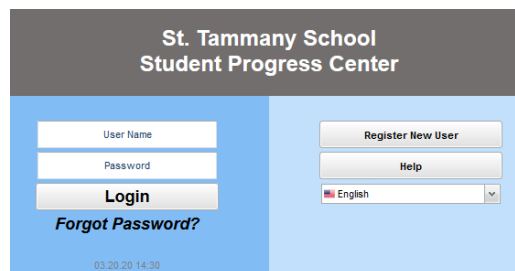 St. Tammany School
Student Progress Center
User Name
Password
Login
Forgot Password?
03.20.20 14:30
Register New User
Help
English